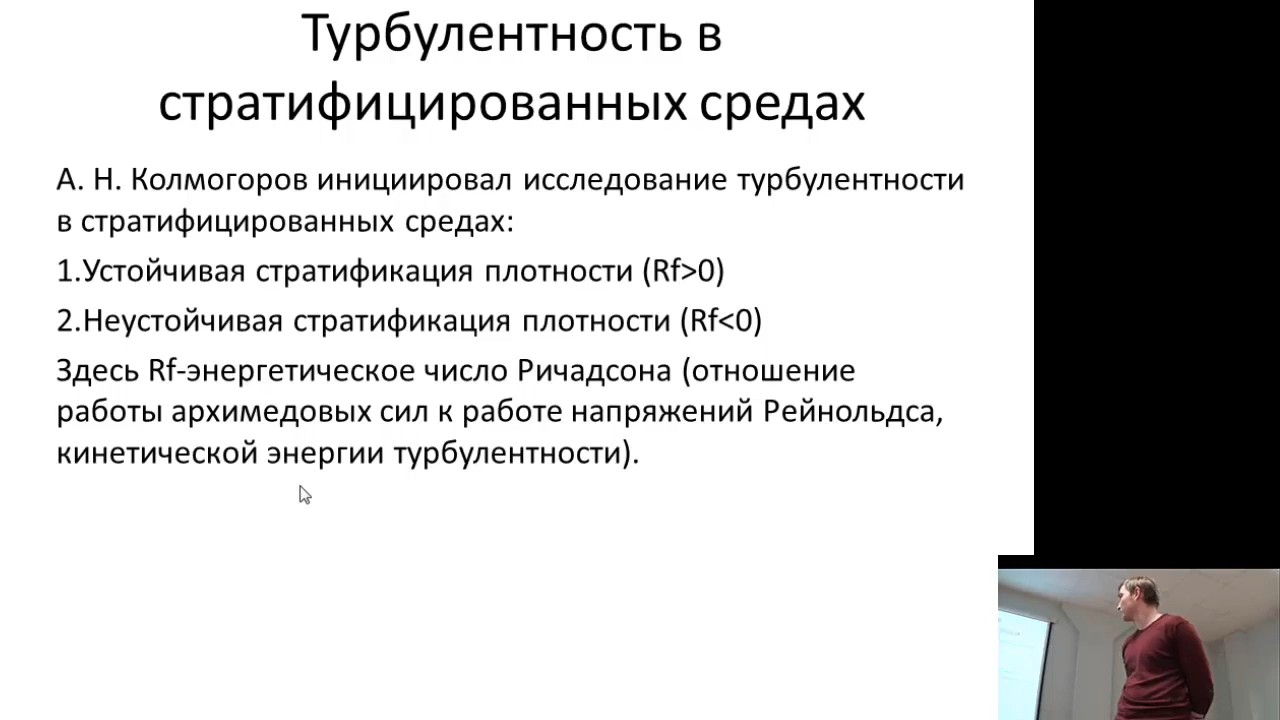 Турбулентность в
стратифицированных средах
А. Н. Колмогоров инициировал исследование турбулентности
в стратифицированных средах:
1.Устойчивая стратификация плотности (Rf>0)
2.Неустойчивая стратификация плотности (Rf<0)
Здесь Rf-энергетическое число Ричадсона (отношение
работы архимедовых сил к работе напряжений Рейнольдса,
кинетической энергии турбулентности).